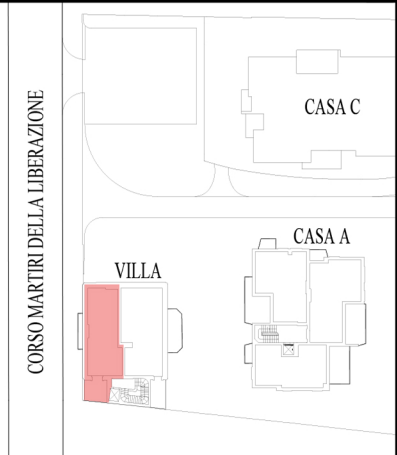 CORSO MARTIRI DELLA LIBERAZIONE
CASA C
CASA A
VILLA